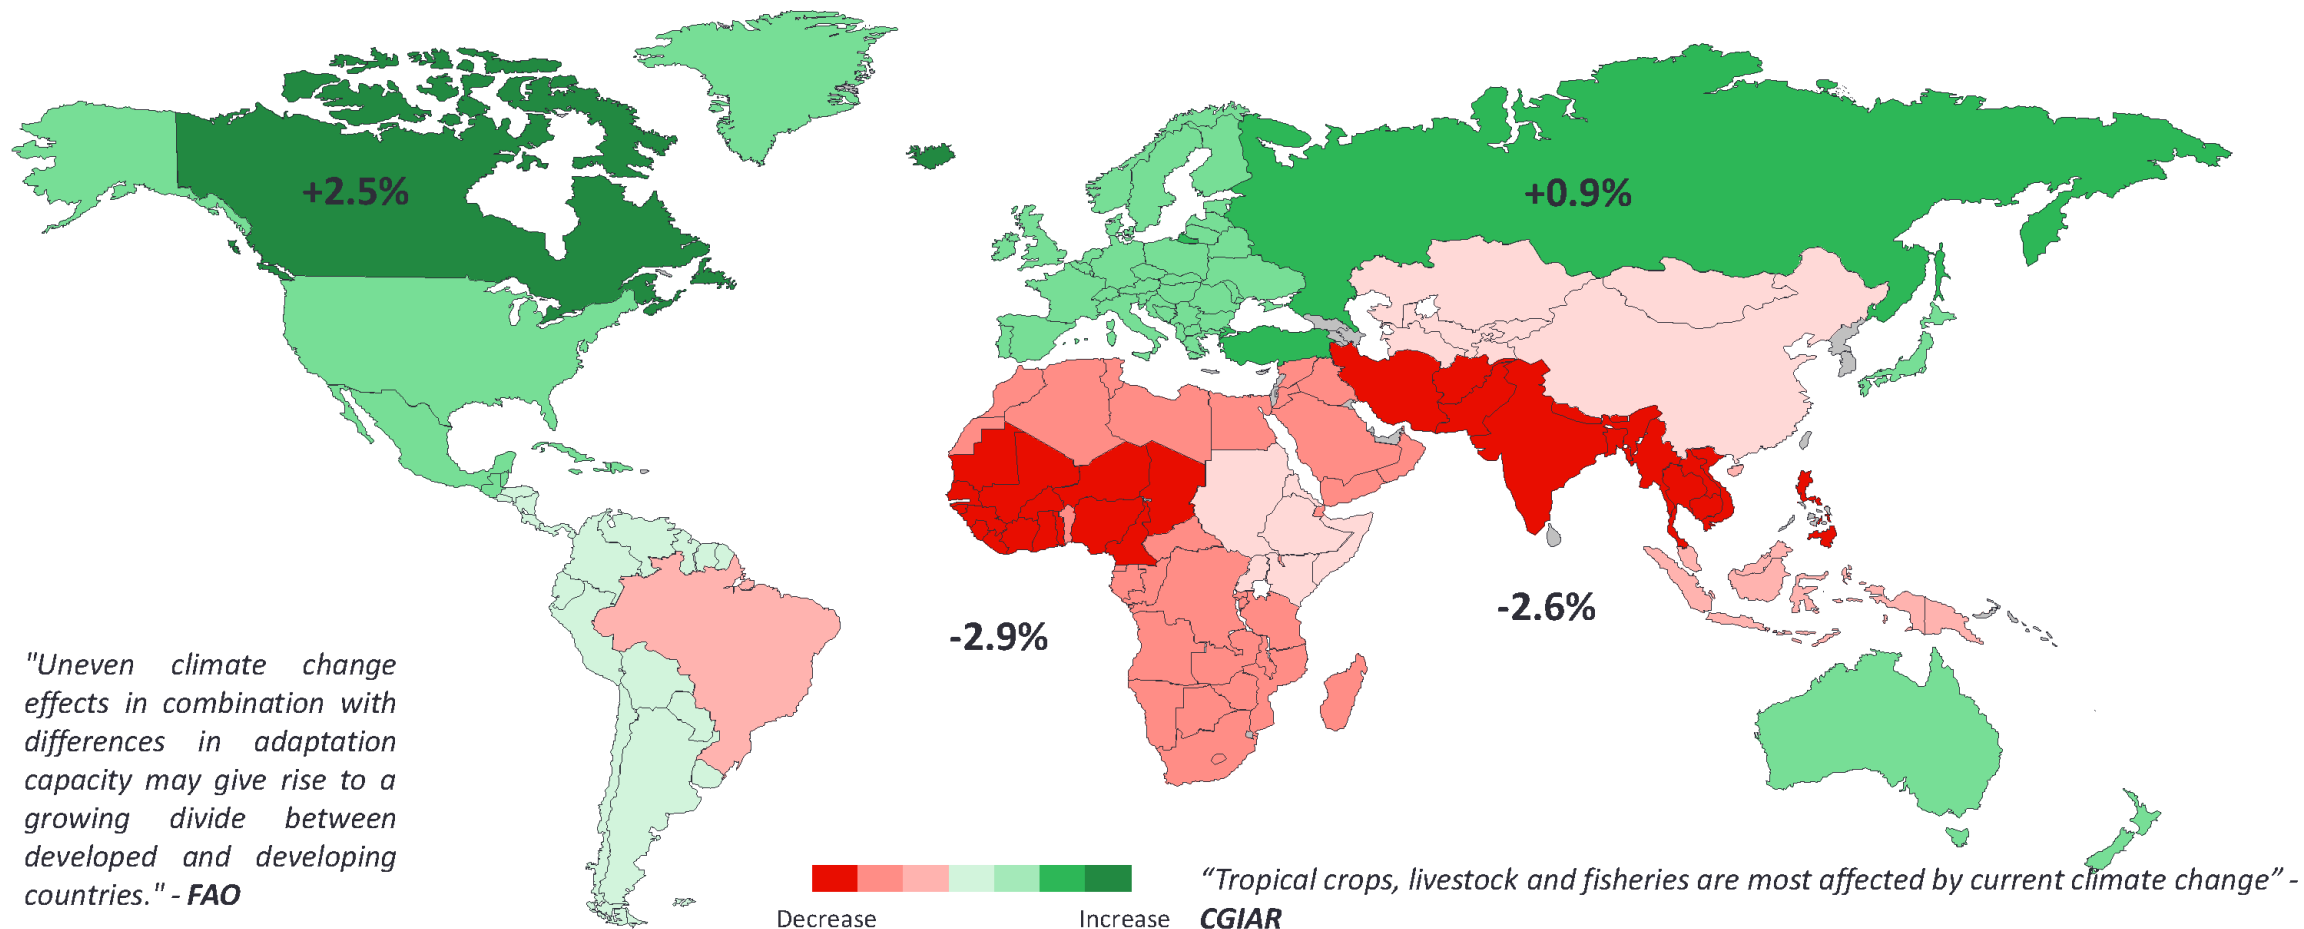 +2.5%
+0.9%
-2.9%
-2.6%
"Uneven climate change
effects in combination with
differences in adaptation
capacity may give rise to a
growing divide between
developed and developing
countries." - FAO
Decrease
Increase
“Tropical crops, livestock and fisheries are most affected by current climate change” -
CGIAR